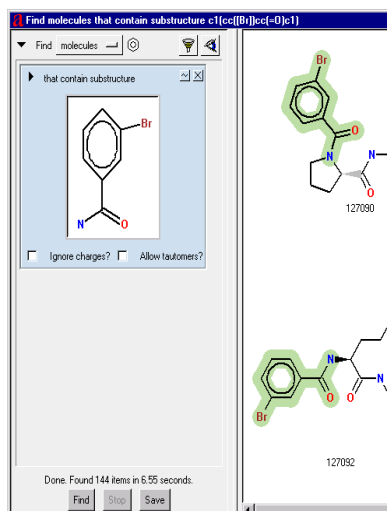 a Find molecules that contain substructure c1(cc([Br])cc(=O)c1)
Find molecules
that contain substructure
Br
N O
Ignore charges? Allow tautomers?
Done. Found 144 items in 6.55 seconds.
Find Stop Save
Br
O
N
N
O
127090
N
N
O O
Br
127092